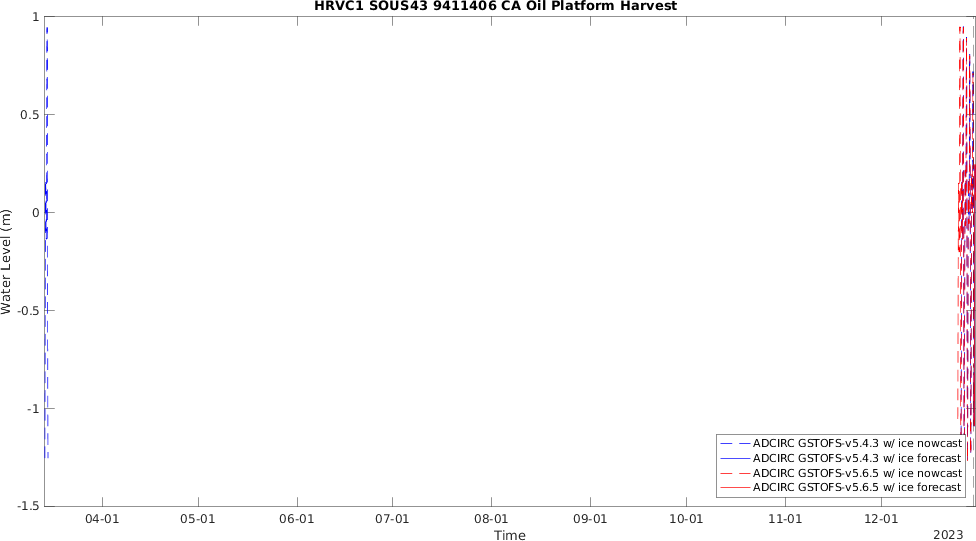 HRVC1 SOUS43 9411406 CA Oil Platform Harvest
Water Level (m)
1
0.5
0
-0.5
-1
-1.5
ADCIRC GSTOFS-v5.4.3 w/ ice nowcast
ADCIRC GSTOFS-v5.4.3 w/ ice forecast
ADCIRC GSTOFS-v5.6.5 w/ ice nowcast
ADCIRC GSTOFS-v5.6.5 w/ ice forecast
04-01 05-01 06-01 07-01 08-01 09-01 10-01 11-01 12-01
Time
2023